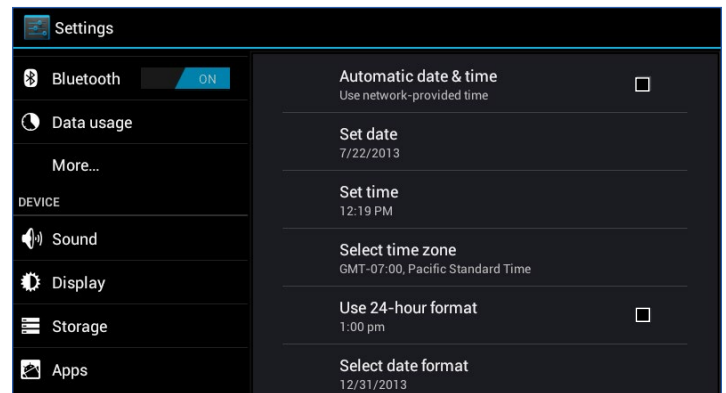 Settings
Bluetooth ON
Data usage
More...
DEVICE
Sound
Display
Storage
Apps
Automatic date & time
Use network-provided time
Set date
7/22/2013
Set time
12:19 PM
Select time zone
GMT-07:00, Pacific Standard Time
Use 24-hour format
1:00 pm
Select date format
12/31/2013